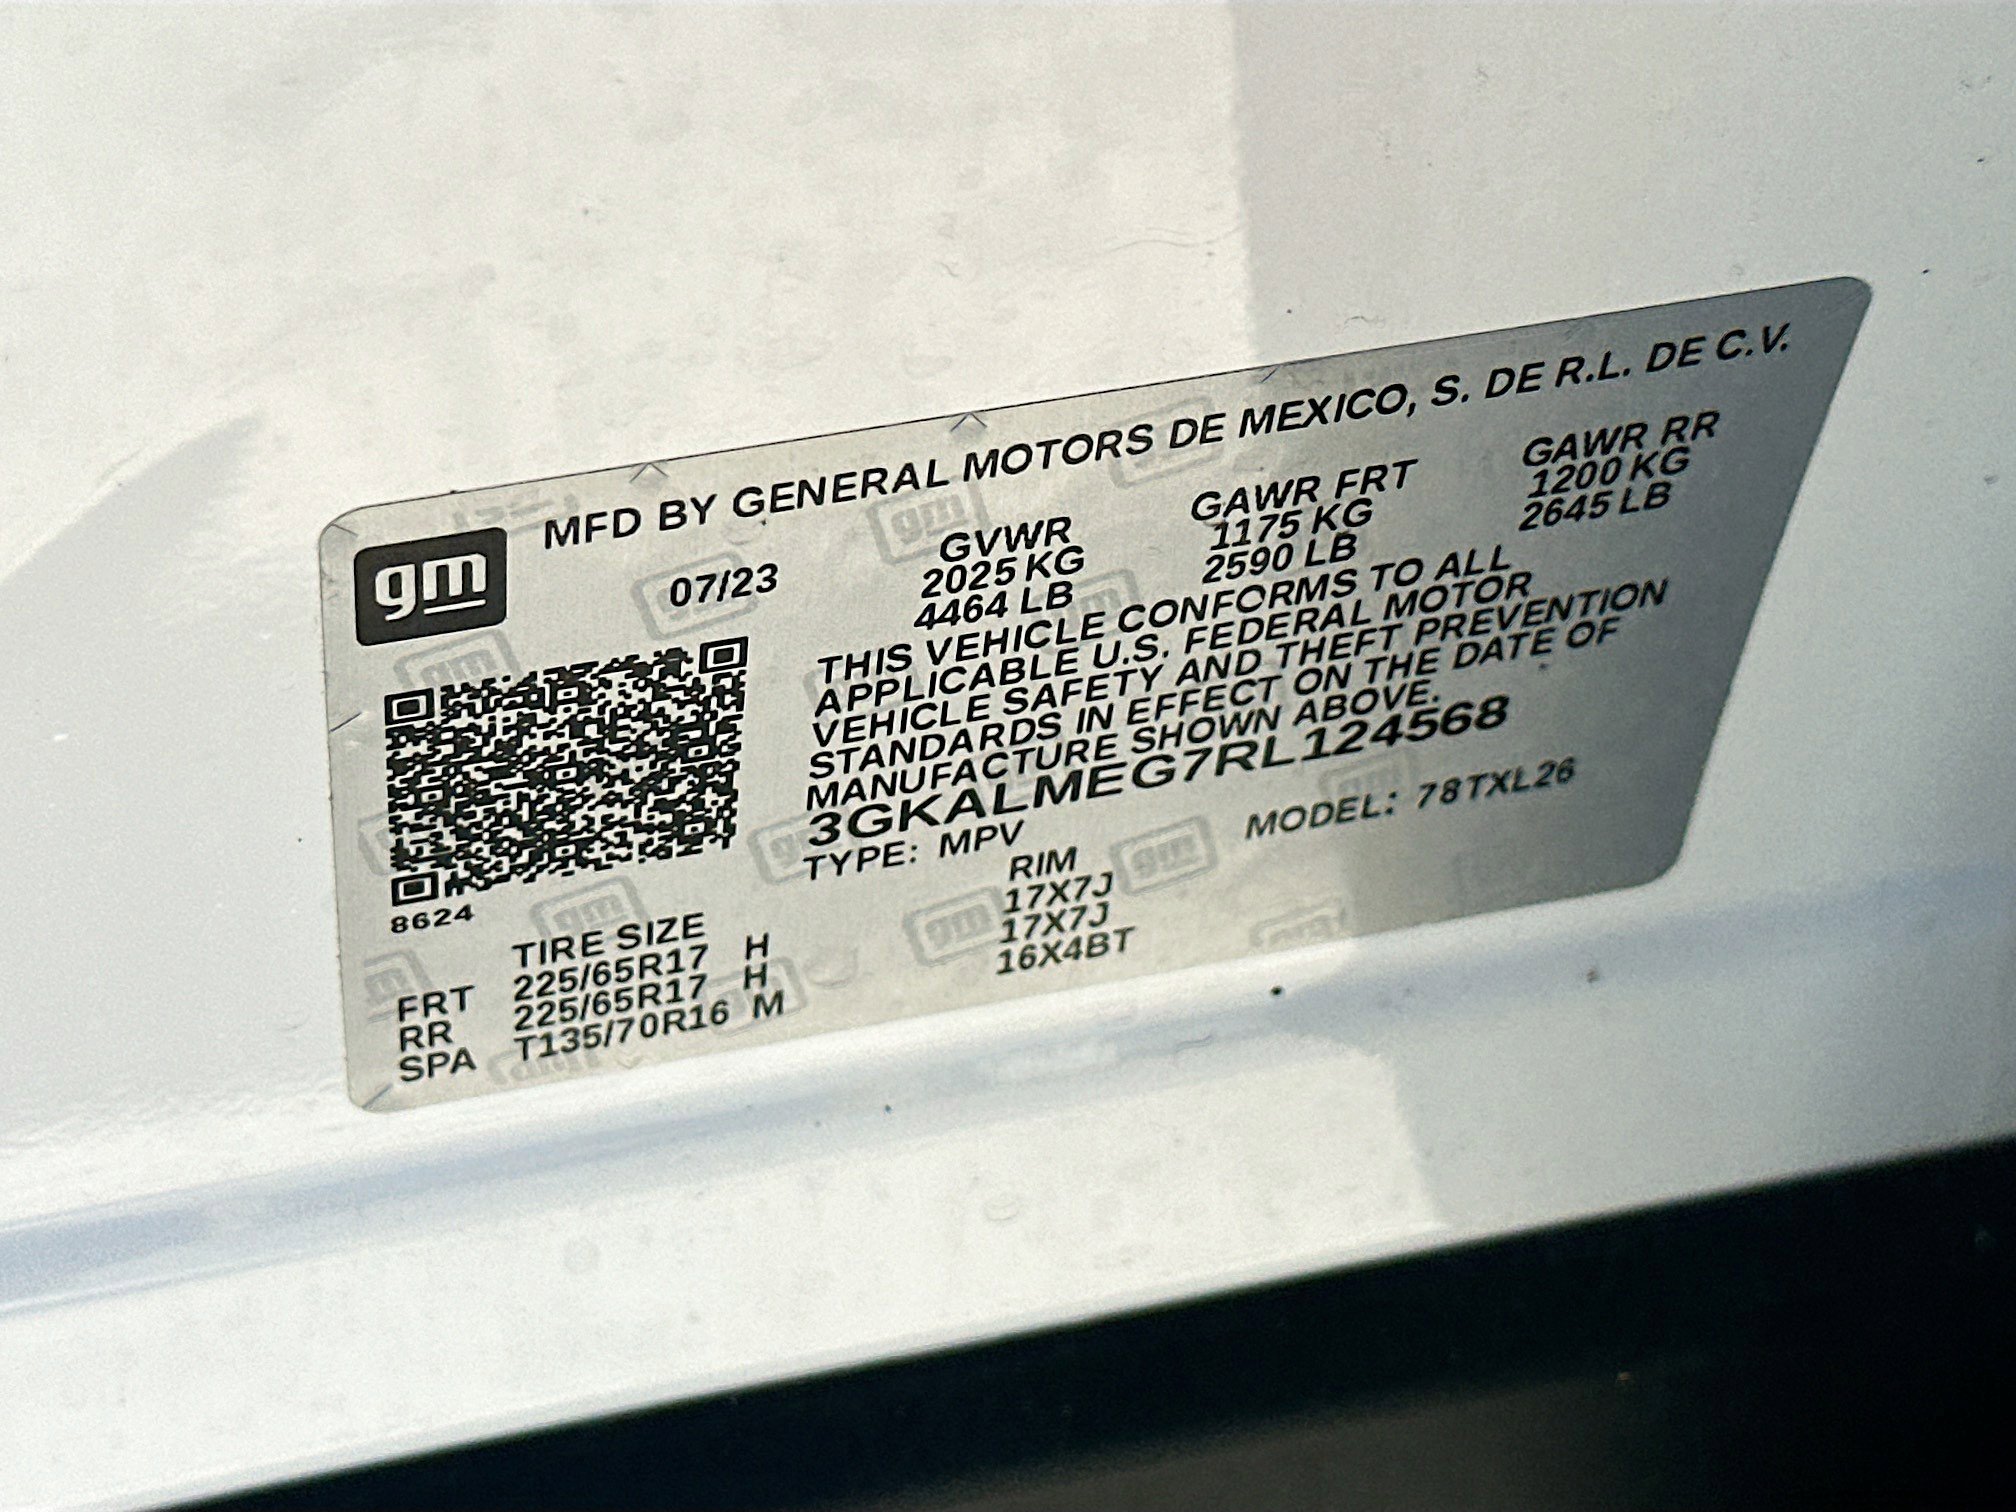 gm
MFD BY GENERAL MOTORS DE MEXICO, S. DE R.L. DE C.V.
07/23
GVWR GAWR FRT GAWR RR
2025 KG 1175 KG 1200 KG
4464 LB 2590 LB 2645 LB
THIS VEHICLE CONFORMS TO ALL
APPLICABLE U.S. FEDERAL MOTOR
VEHICLE SAFETY AND THEFT PREVENTION
STANDARDS IN EFFECT ON THE DATE OF
MANUFACTURE SHOWN ABOVE.
3GKALMEG7RL124568
TYPE: MPV MODEL: 78TXL26
8624
TIRE SIZE RIM
FRT 225/65R17 H 17X7J
RR 225/65R17 H 17X7J
SPA T135/70R16 M 16X4BT